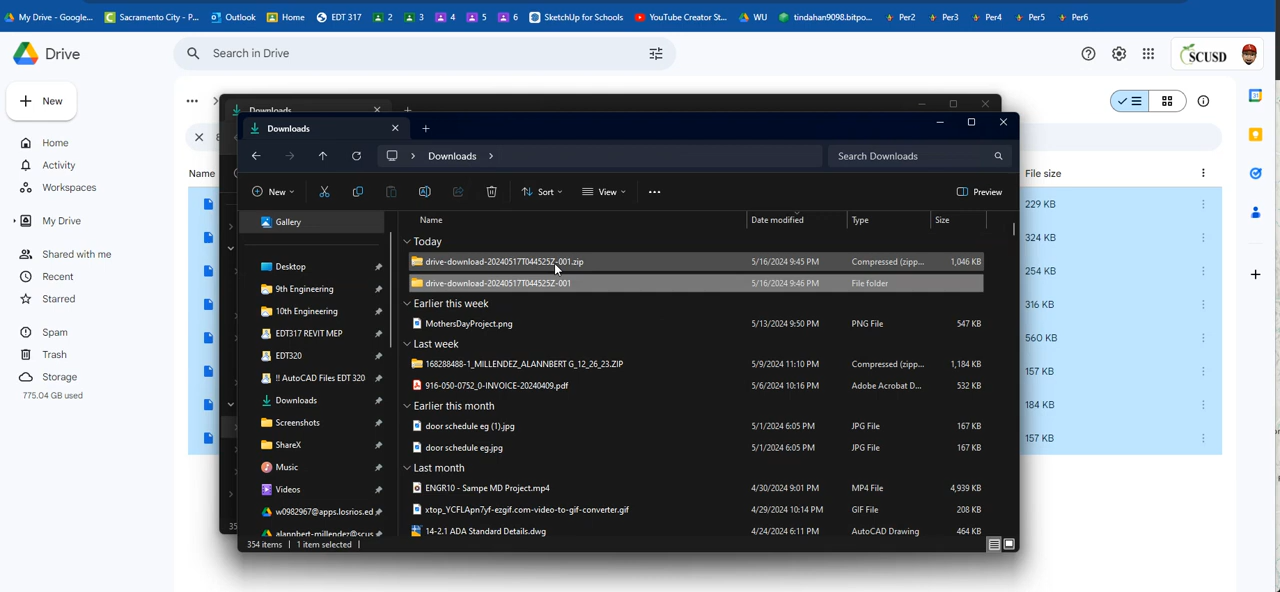 My Drive - Google... Sacramento City - P... Outlook Home EDT 317 2 3 4 5 6 SketchUp for Schools YouTube Creator St... WU tindahan9098.bitpo... Per2 Per3 Per4 Per5 Per6
Drive Search in Drive SCUSD
New
Home
Activity
Workspaces
My Drive
Shared with me
Recent
Starred
Spam
Trash
Storage
775.04 GB used
Name File size
229 KB
324 KB
254 KB
316 KB
560 KB
157 KB
184 KB
157 KB
Downloads
Downloads
Downloads Search Downloads
New Sort View Preview
Gallery
Desktop
9th Engineering
10th Engineering
EDT317 REVIT MEP
EDT320
!! AutoCAD Files EDT 320
Downloads
Screenshots
ShareX
Music
Videos
w0982967@apps.losrios.ed
alannbert-millendez@scus
Name Date modified Type Size
Today
drive-download-20240517T044525Z-001.zip 5/16/2024 9:45 PM Compressed (zipp... 1,046 KB
drive-download-20240517T044525Z-001 5/16/2024 9:46 PM File folder
Earlier this week
MothersDayProject.png 5/13/2024 9:50 PM PNG File 547 KB
Last week
168288488-1_MILLENDEZ_ALANNBERT G_12_26_23.ZIP 5/9/2024 11:10 PM Compressed (zipp... 1,184 KB
916-050-0752_0-INVOICE-20240409.pdf 5/6/2024 10:16 PM Adobe Acrobat D... 532 KB
Earlier this month
door schedule eg (1).jpg 5/1/2024 6:05 PM JPG File 167 KB
door schedule eg.jpg 5/1/2024 6:05 PM JPG File 167 KB
Last month
ENGR10 - Sampe MD Project.mp4 4/30/2024 9:01 PM MP4 File 4,939 KB
xtop_YCFLApn7yf-ezgif.com-video-to-gif-converter.gif 4/29/2024 10:14 PM GIF File 208 KB
14-2.1 ADA Standard Details.dwg 4/24/2024 6:11 PM AutoCAD Drawing 464 KB
354 items 1 item selected